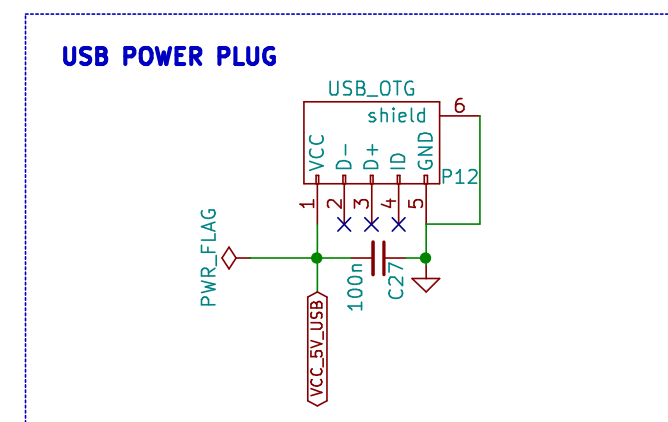 USB POWER PLUG
USB_OTG
shield
6
VCC
D-
D+
ID
GND
P12
1
2
3
4
5
PWR_FLAG
100n
C27
VCC_5V_USB